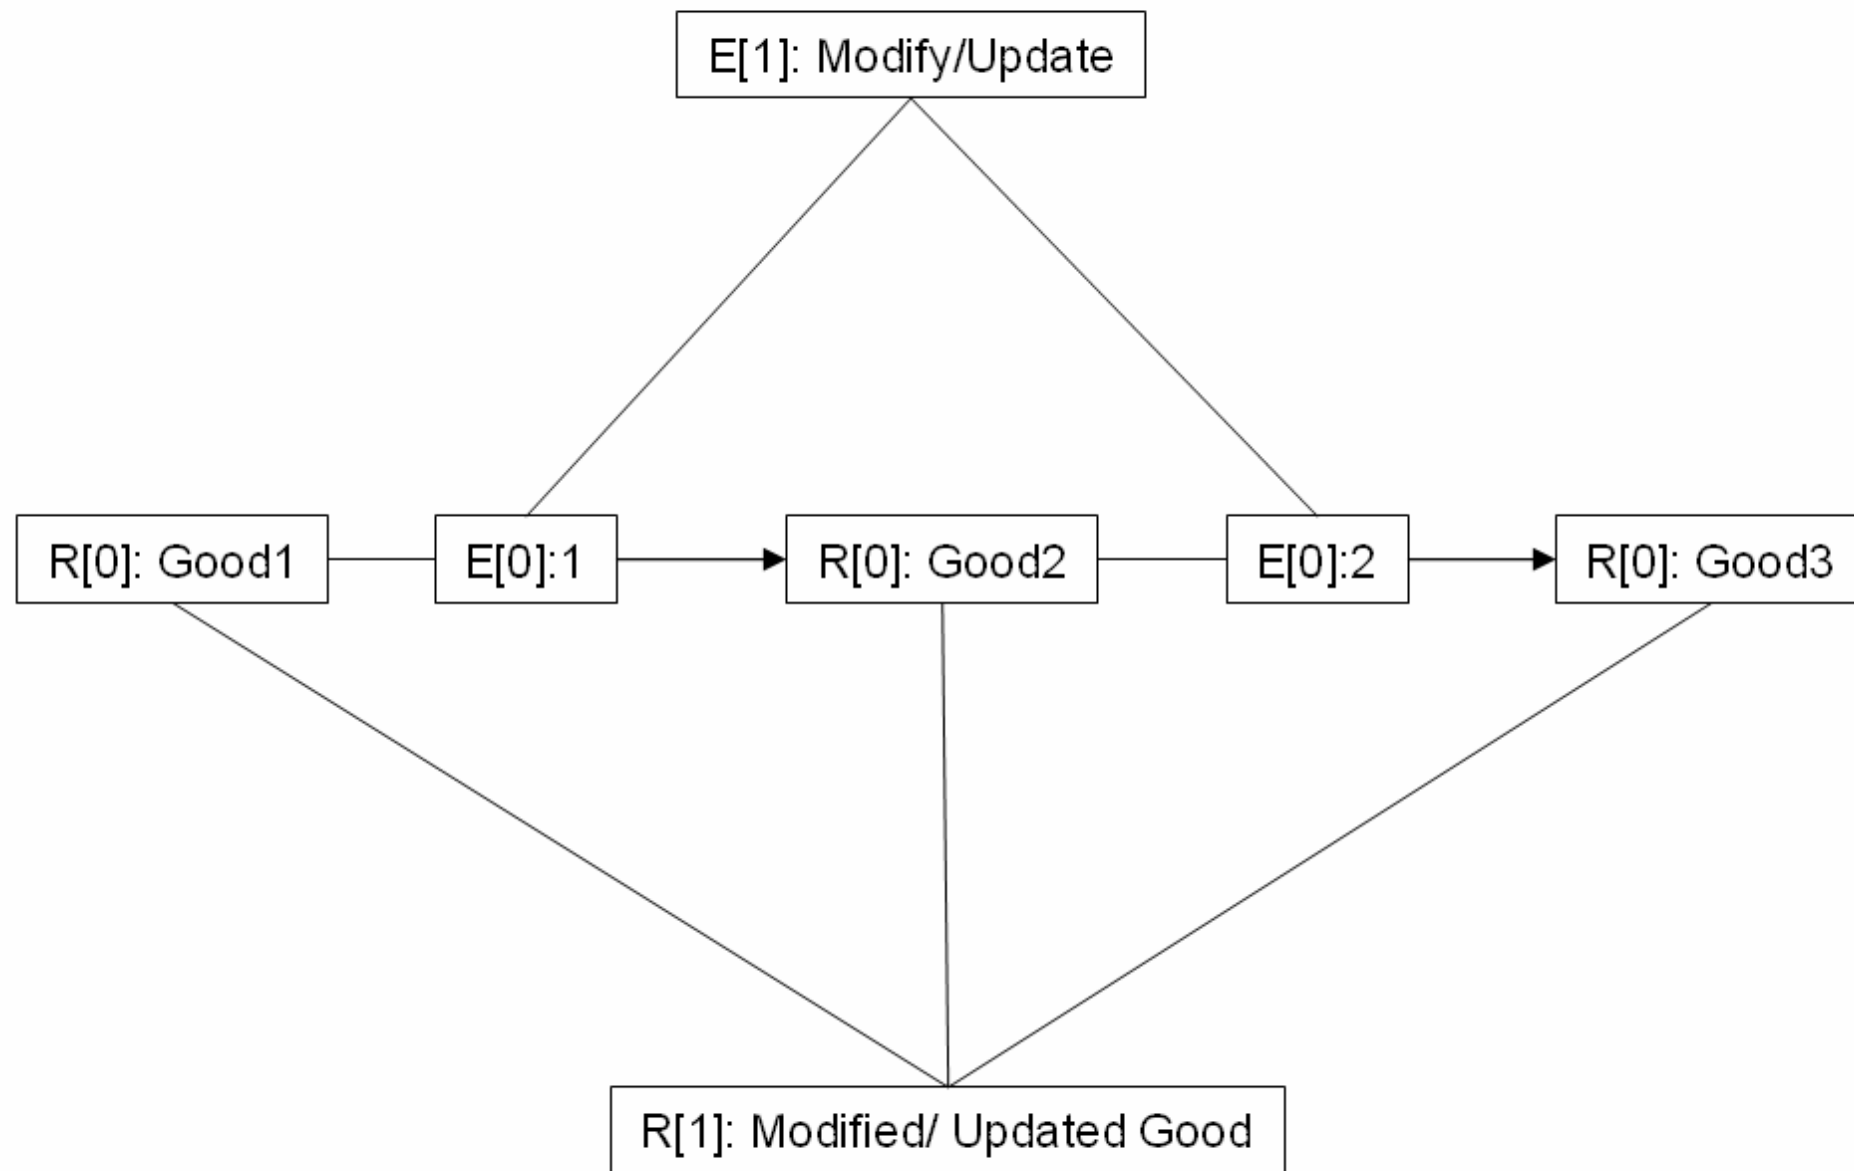 E[1]: Modify/Update
R[0]: Good1
E[0]:1
R[0]: Good2
E[0]:2
R[0]: Good3
R[1]: Modified/ Updated Good